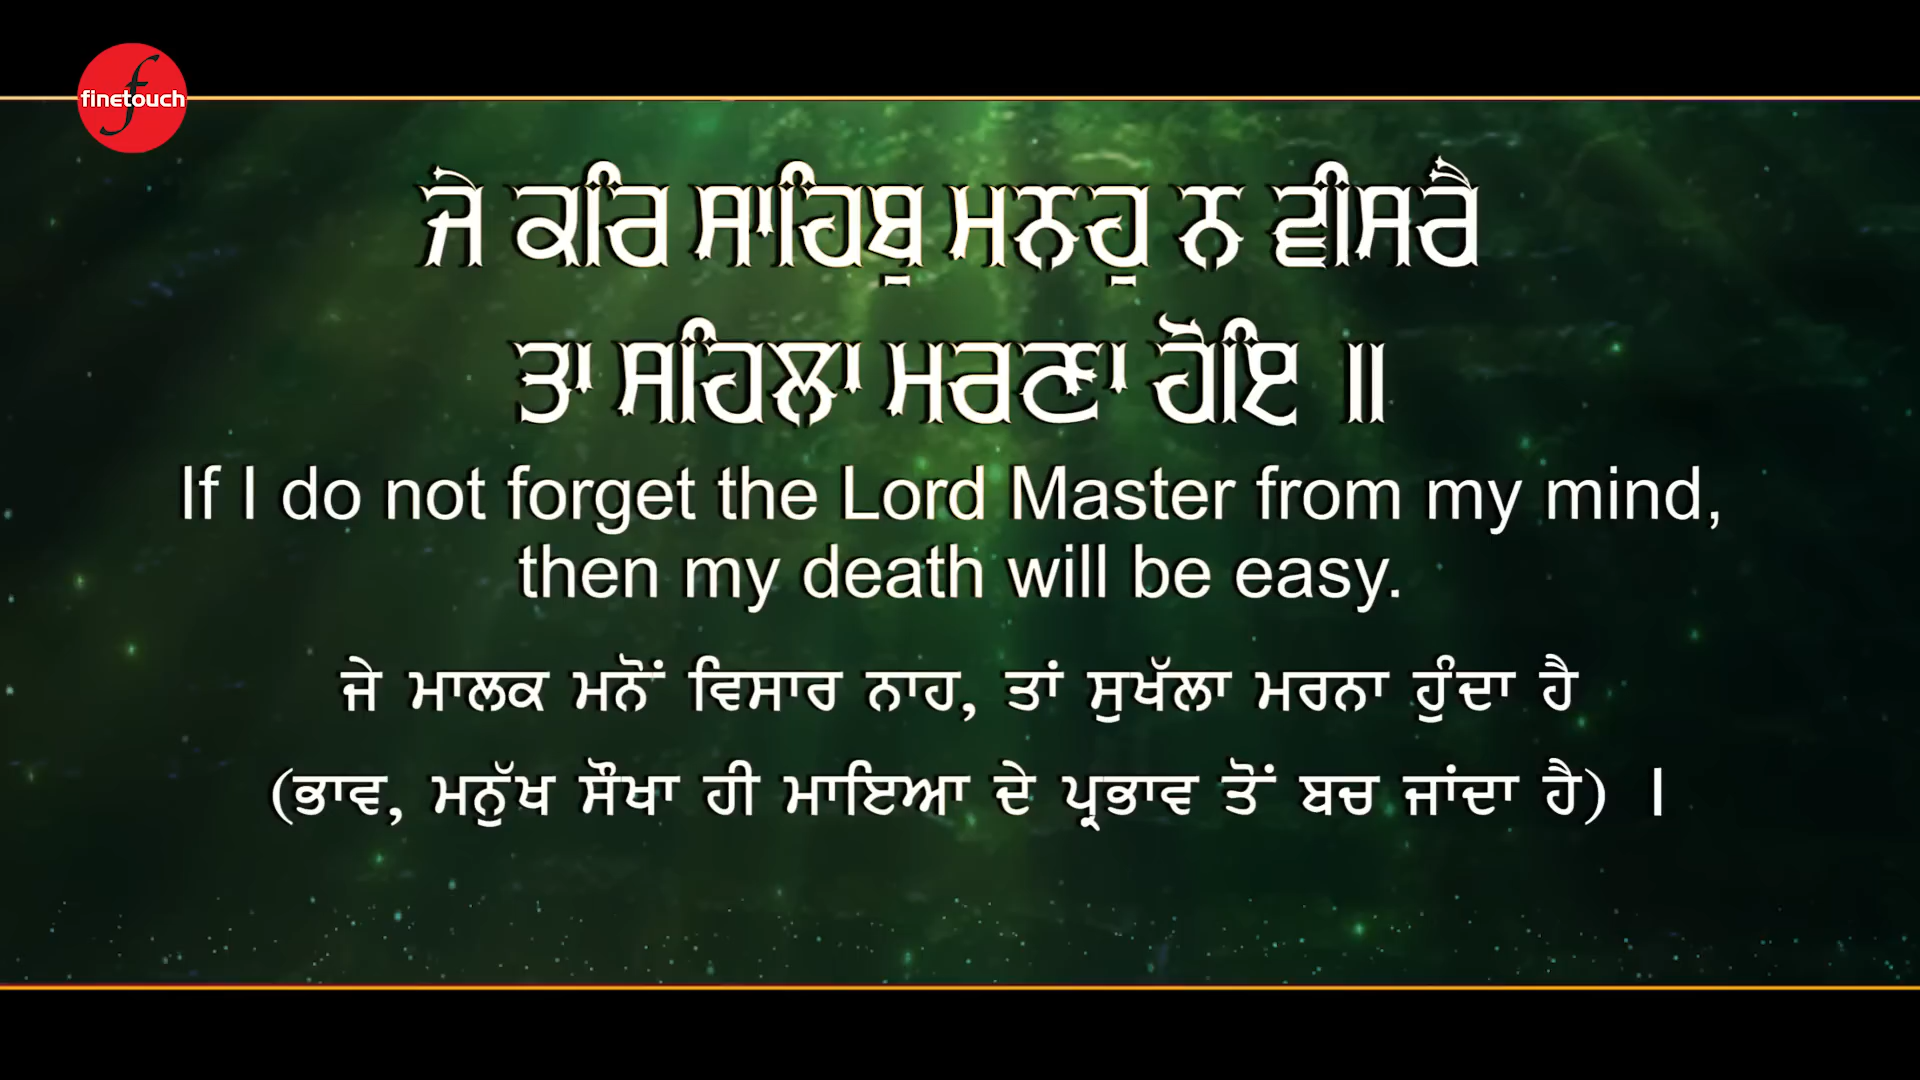 finetouch
ਜੇ ਕਰਿ ਸਾਹਿਬੁ ਮਨਹੁ ਨ ਵੀਸਰੈ
ਤਾ ਸਹਿਲਾ ਮਰਣਾ ਹੋਇ ॥
If I do not forget the Lord Master from my mind,
then my death will be easy.
ਜੇ ਮਾਲਕ ਮਨੋਂ ਵਿਸਾਰ ਨਾਹ, ਤਾਂ ਸੁਖੱਲਾ ਮਰਨਾ ਹੁੰਦਾ ਹੈ
(ਭਾਵ, ਮਨੁੱਖ ਸੌਖਾ ਹੀ ਮਾਇਆ ਦੇ ਪ੍ਰਭਾਵ ਤੋਂ ਬਚ ਜਾਂਦਾ ਹੈ) ।